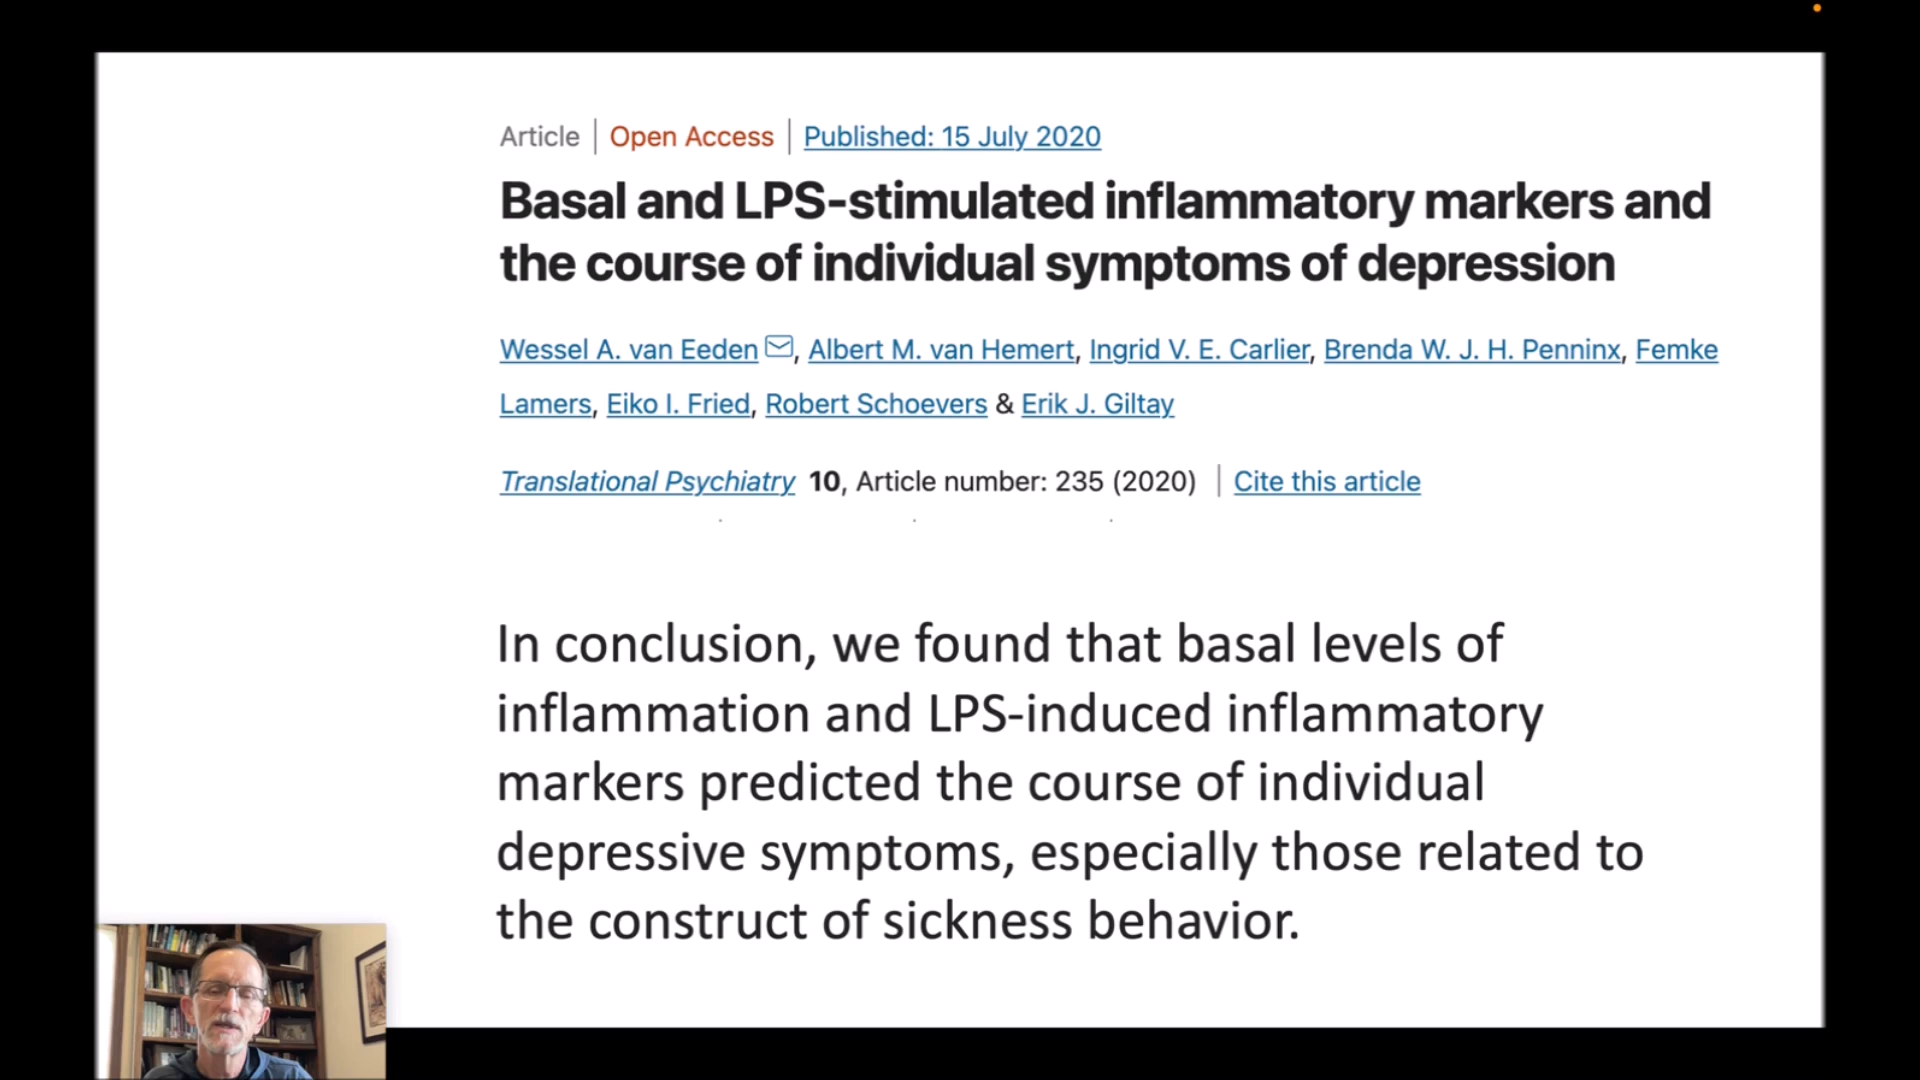 Article | Open Access | Published: 15 July 2020
Basal and LPS-stimulated inflammatory markers and
the course of individual symptoms of depression
Wessel A. van Eeden, Albert M. van Hemert, Ingrid V. E. Carlier, Brenda W. J. H. Penninx, Femke
Lamers, Eiko I. Fried, Robert Schoevers & Erik J. Giltay
Translational Psychiatry 10, Article number: 235 (2020) | Cite this article
In conclusion, we found that basal levels of
inflammation and LPS-induced inflammatory
markers predicted the course of individual
depressive symptoms, especially those related to
the construct of sickness behavior.